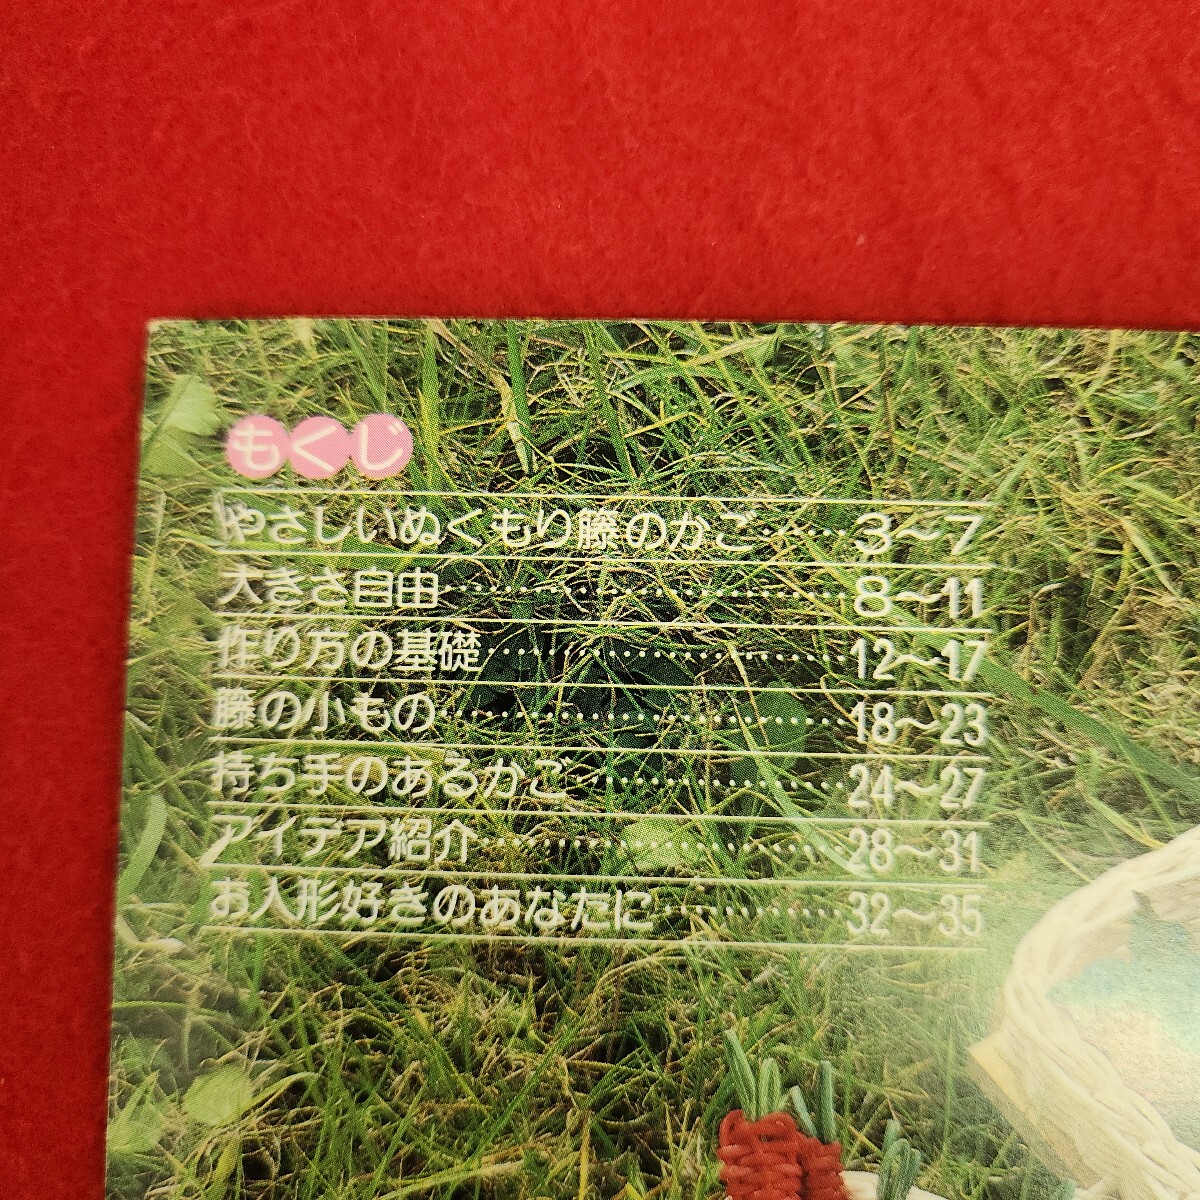 もくじ
やさしいぬくもり籐のかご……3〜7
大きさ自由……………………8〜11
作り方の基礎…………………12〜17
籐の小もの……………………18〜23
持ち手のあるかご……………24〜27
アイデア紹介…………………28〜31
お人形好きのあなたに………32〜35